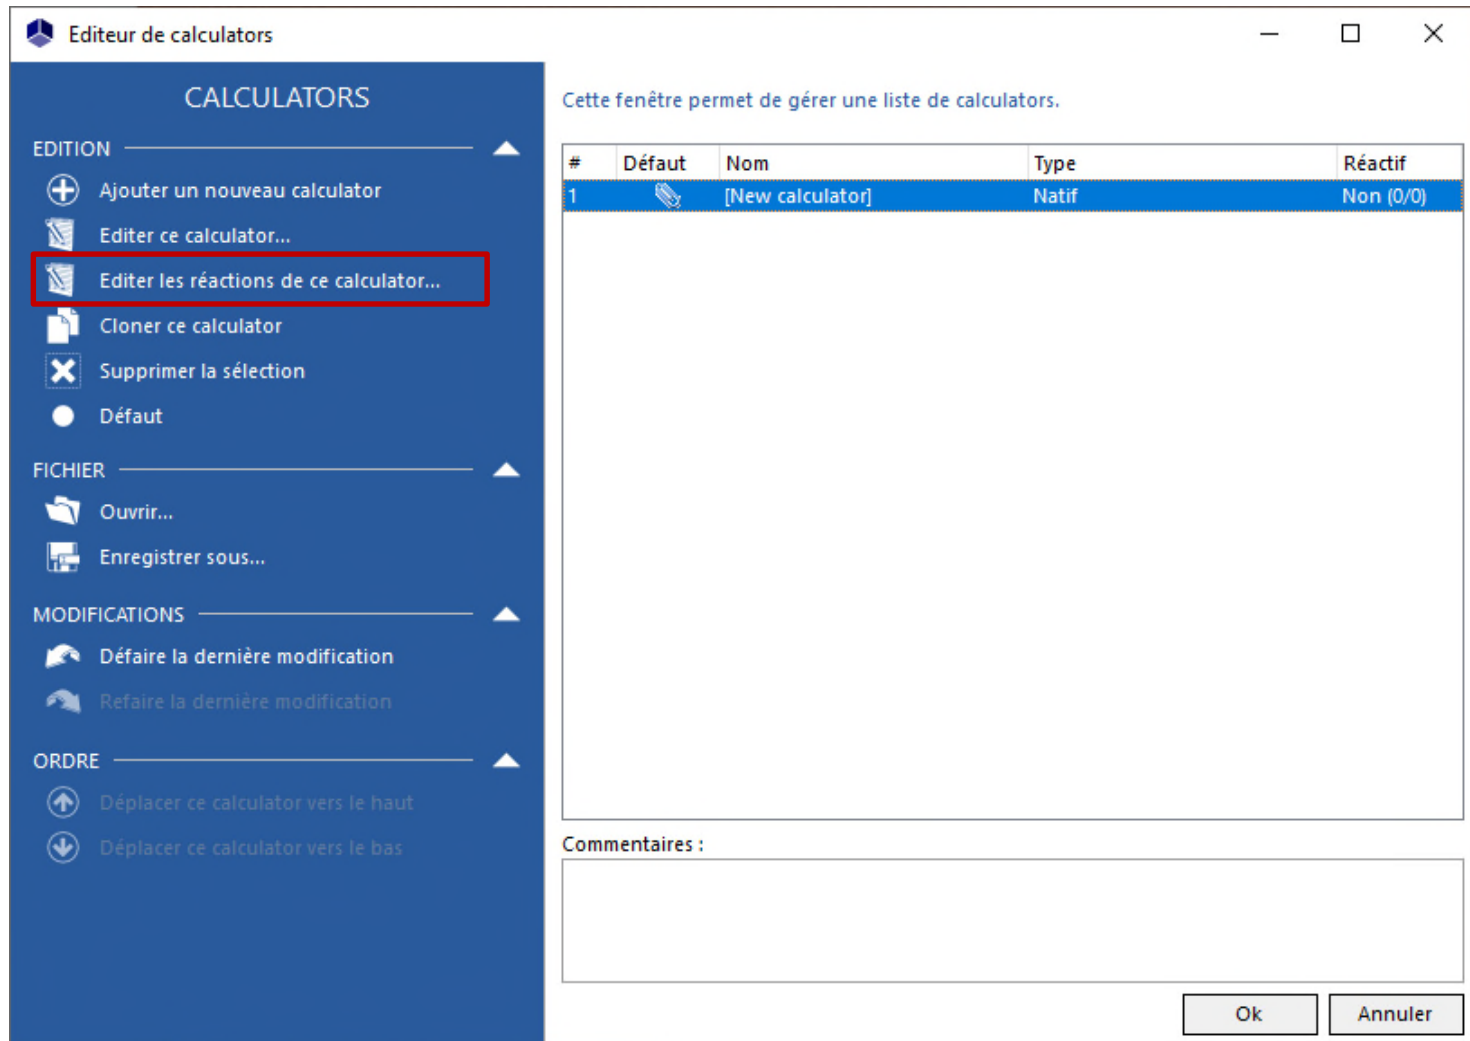 Editeur de calculators
CALCULATORS
EDITION
Ajouter un nouveau calculator
Editer ce calculator...
Editer les réactions de ce calculator...
Cloner ce calculator
Supprimer la sélection
Défaut
FICHIER
Ouvrir...
Enregistrer sous...
MODIFICATIONS
Défaire la dernière modification
Refaire la dernière modification
ORDRE
Déplacer ce calculator vers le haut
Déplacer ce calculator vers le bas
Cette fenêtre permet de gérer une liste de calculators.
# Défaut Nom Type Réactif
1 [New calculator] Natif Non (0/0)
Commentaires :
Ok Annuler